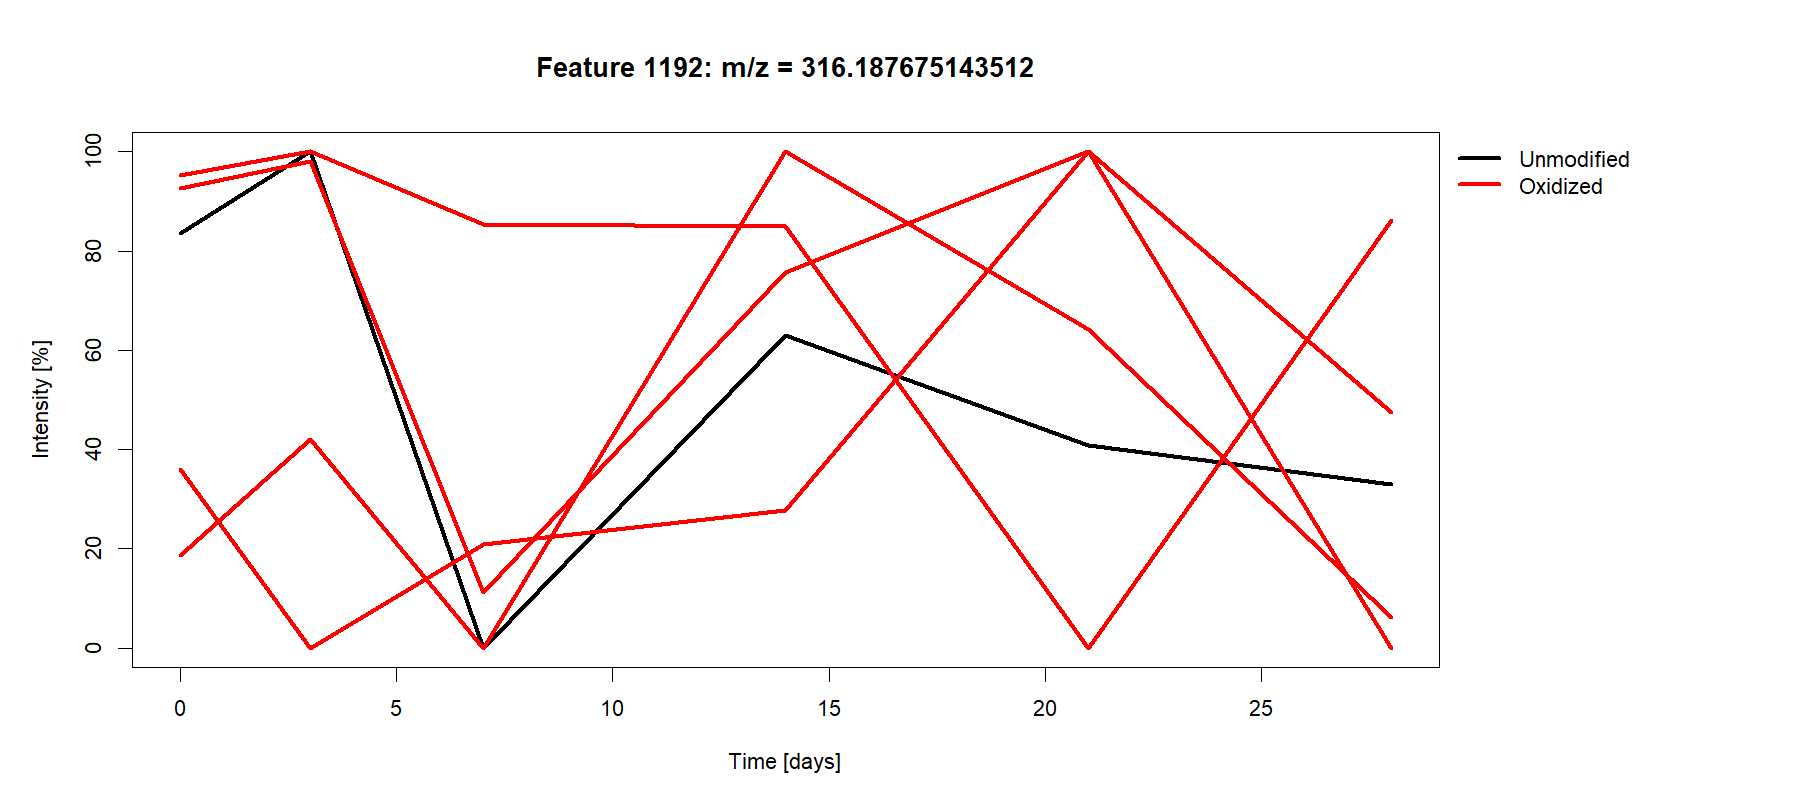 Feature 1192: m/z = 316.187675143512
Unmodified
Oxidized
Intensity [%]
100
80
60
40
20
0
0 5 10 15 20 25
Time [days]